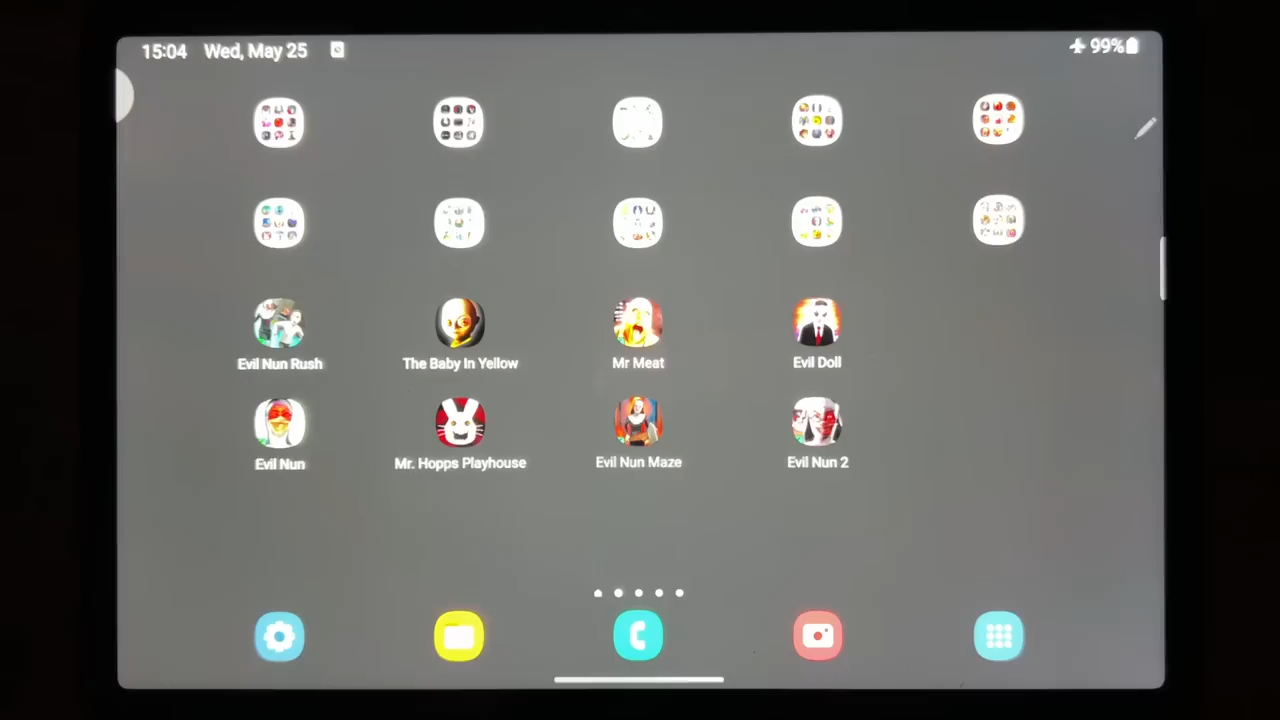 15:04 Wed, May 25 99%
Evil Nun Rush The Baby In Yellow Mr Meat Evil Doll
Evil Nun Mr. Hopps Playhouse Evil Nun Maze Evil Nun 2